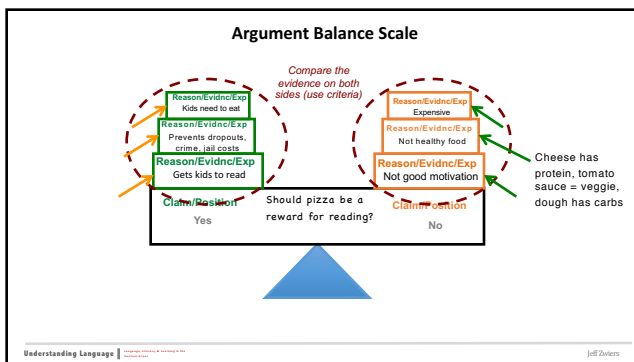 Argument Balance Scale
Compare the
evidence on both
sides (use criteria)
Reason/Evidnc/Exp
Kids need to eat
Reason/Evidnc/Exp
Prevents dropouts,
crime, jail costs
Reason/Evidnc/Exp
Gets kids to read
Claim/Position
Yes
Should pizza be a
reward for reading?
Reason/Evidnc/Exp
Expensive
Reason/Evidnc/Exp
Not healthy food
Reason/Evidnc/Exp
Not good motivation
Claim/Position
No
Cheese has
protein, tomato
sauce = veggie,
dough has carbs
Understanding Language
Jeff Zwiers